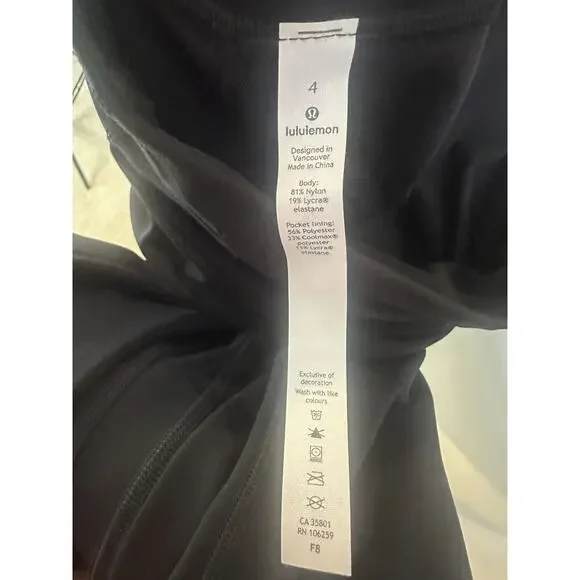 4
lululemon
Designed in
Vancouver
Made in China
Body:
81% Nylon
19% Lycra®
elastane
Pocket lining:
56% Polyester
33% Coolmax®
polyester
11% Lycra®
elastane
Exclusive of
decoration
Wash with like
colours.
CA 35801
RN 106259
F8